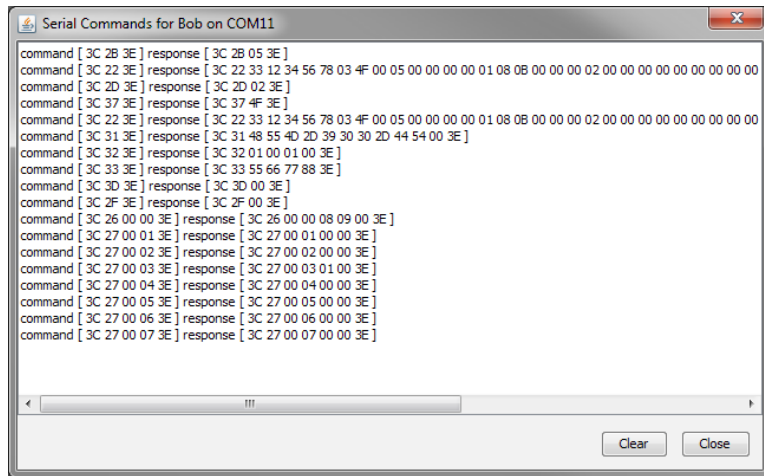 Serial Commands for Bob on COM11
command [ 3C 2B 3E ] response [ 3C 2B 05 3E ]
command [ 3C 22 3E ] response [ 3C 22 33 12 34 56 78 03 4F 00 05 00 00 00 00 01 08 0B 00 00 00 02 00 00 00 00 00 00 00 00 00
command [ 3C 2D 3E ] response [ 3C 2D 02 3E ]
command [ 3C 37 3E ] response [ 3C 37 4F 3E ]
command [ 3C 22 3E ] response [ 3C 22 33 12 34 56 78 03 4F 00 05 00 00 00 00 01 08 0B 00 00 00 02 00 00 00 00 00 00 00 00 00
command [ 3C 31 3E ] response [ 3C 31 48 55 4D 2D 39 30 30 2D 44 54 00 3E ]
command [ 3C 32 3E ] response [ 3C 32 01 00 01 00 3E ]
command [ 3C 33 3E ] response [ 3C 33 55 66 77 88 3E ]
command [ 3C 3D 3E ] response [ 3C 3D 00 3E ]
command [ 3C 2F 3E ] response [ 3C 2F 00 3E ]
command [ 3C 26 00 00 3E ] response [ 3C 26 00 00 08 09 00 3E ]
command [ 3C 27 00 01 3E ] response [ 3C 27 00 01 00 00 3E ]
command [ 3C 27 00 02 3E ] response [ 3C 27 00 02 00 00 3E ]
command [ 3C 27 00 03 3E ] response [ 3C 27 00 03 01 00 3E ]
command [ 3C 27 00 04 3E ] response [ 3C 27 00 04 00 00 3E ]
command [ 3C 27 00 05 3E ] response [ 3C 27 00 05 00 00 3E ]
command [ 3C 27 00 06 3E ] response [ 3C 27 00 06 00 00 3E ]
command [ 3C 27 00 07 3E ] response [ 3C 27 00 07 00 00 3E ]
Clear Close